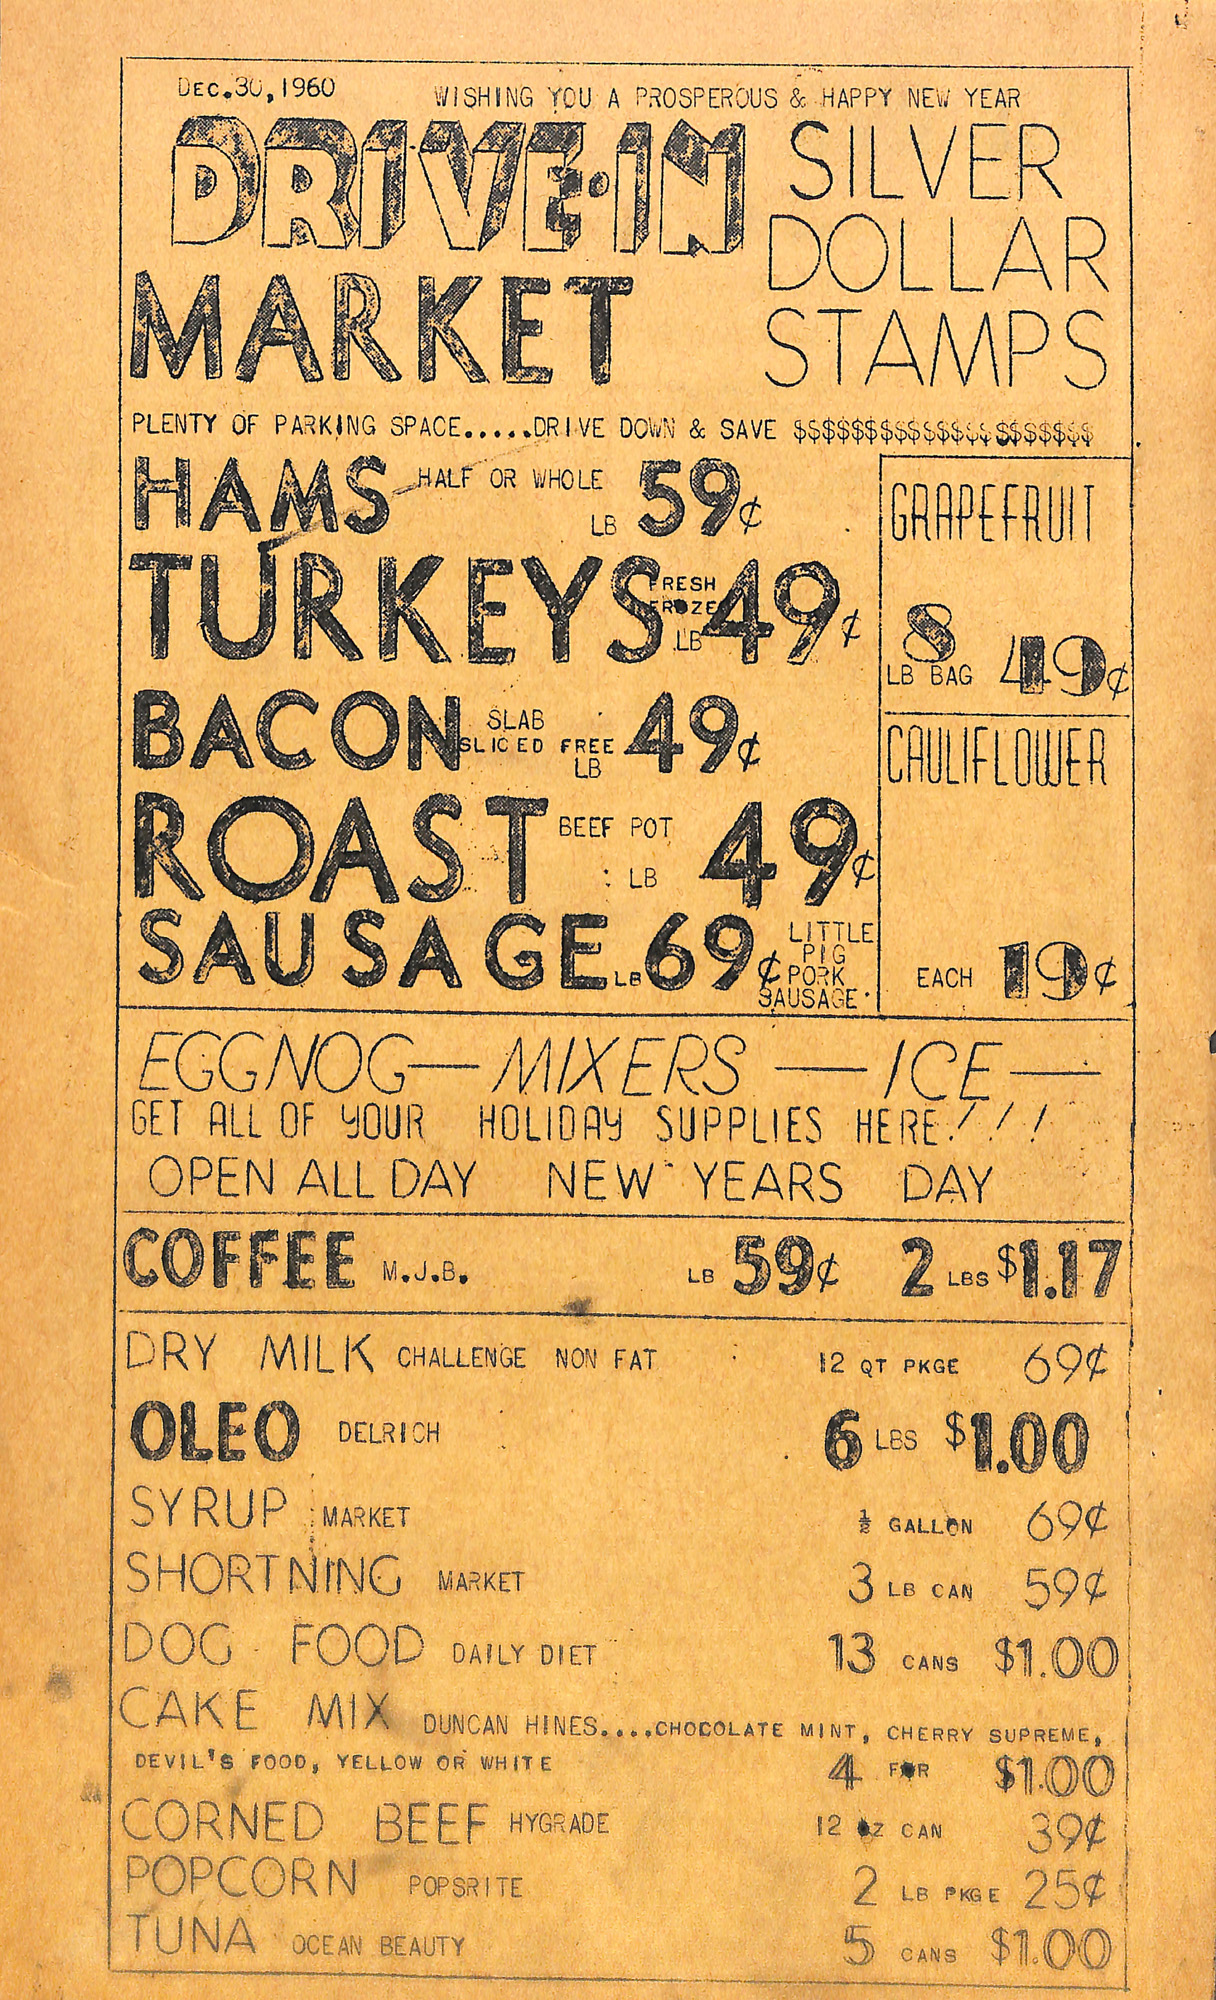 DEC.30,1960 WISHING YOU A PROSPEROUS & HAPPY NEW YEAR
DRIVE-IN
MARKET
SILVER
DOLLAR
STAMPS
PLENTY OF PARKING SPACE.....DRIVE DOWN & SAVE $$$$$$$$$$$$$$$$$$$$$
HAMS HALF OR WHOLE LB 59¢
TURKEYS FRESH FROZEN LB 49¢
BACON SLAB SLICED FREE LB 49¢
ROAST BEEF POT LB 49¢
SAUSAGE LB 69¢ LITTLE PIG PORK SAUSAGE
GRAPEFRUIT
8 LB BAG 49¢
CAULIFLOWER
EACH 19¢
EGGNOG—MIXERS—ICE—
GET ALL OF YOUR HOLIDAY SUPPLIES HERE!!!
OPEN ALL DAY NEW YEARS DAY
COFFEE M.J.B. LB 59¢ 2 LBS $1.17
DRY MILK CHALLENGE NON FAT 12 QT PKGE 69¢
OLEO DELRICH 6 LBS $1.00
SYRUP MARKET ½ GALLON 69¢
SHORTNING MARKET 3 LB CAN 59¢
DOG FOOD DAILY DIET 13 CANS $1.00
CAKE MIX DUNCAN HINES....CHOCOLATE MINT, CHERRY SUPREME,
DEVIL'S FOOD, YELLOW OR WHITE 4 FOR $1.00
CORNED BEEF HYGRADE 12 OZ CAN 39¢
POPCORN POPSRITE 2 LB PKGE 25¢
TUNA OCEAN BEAUTY 5 CANS $1.00